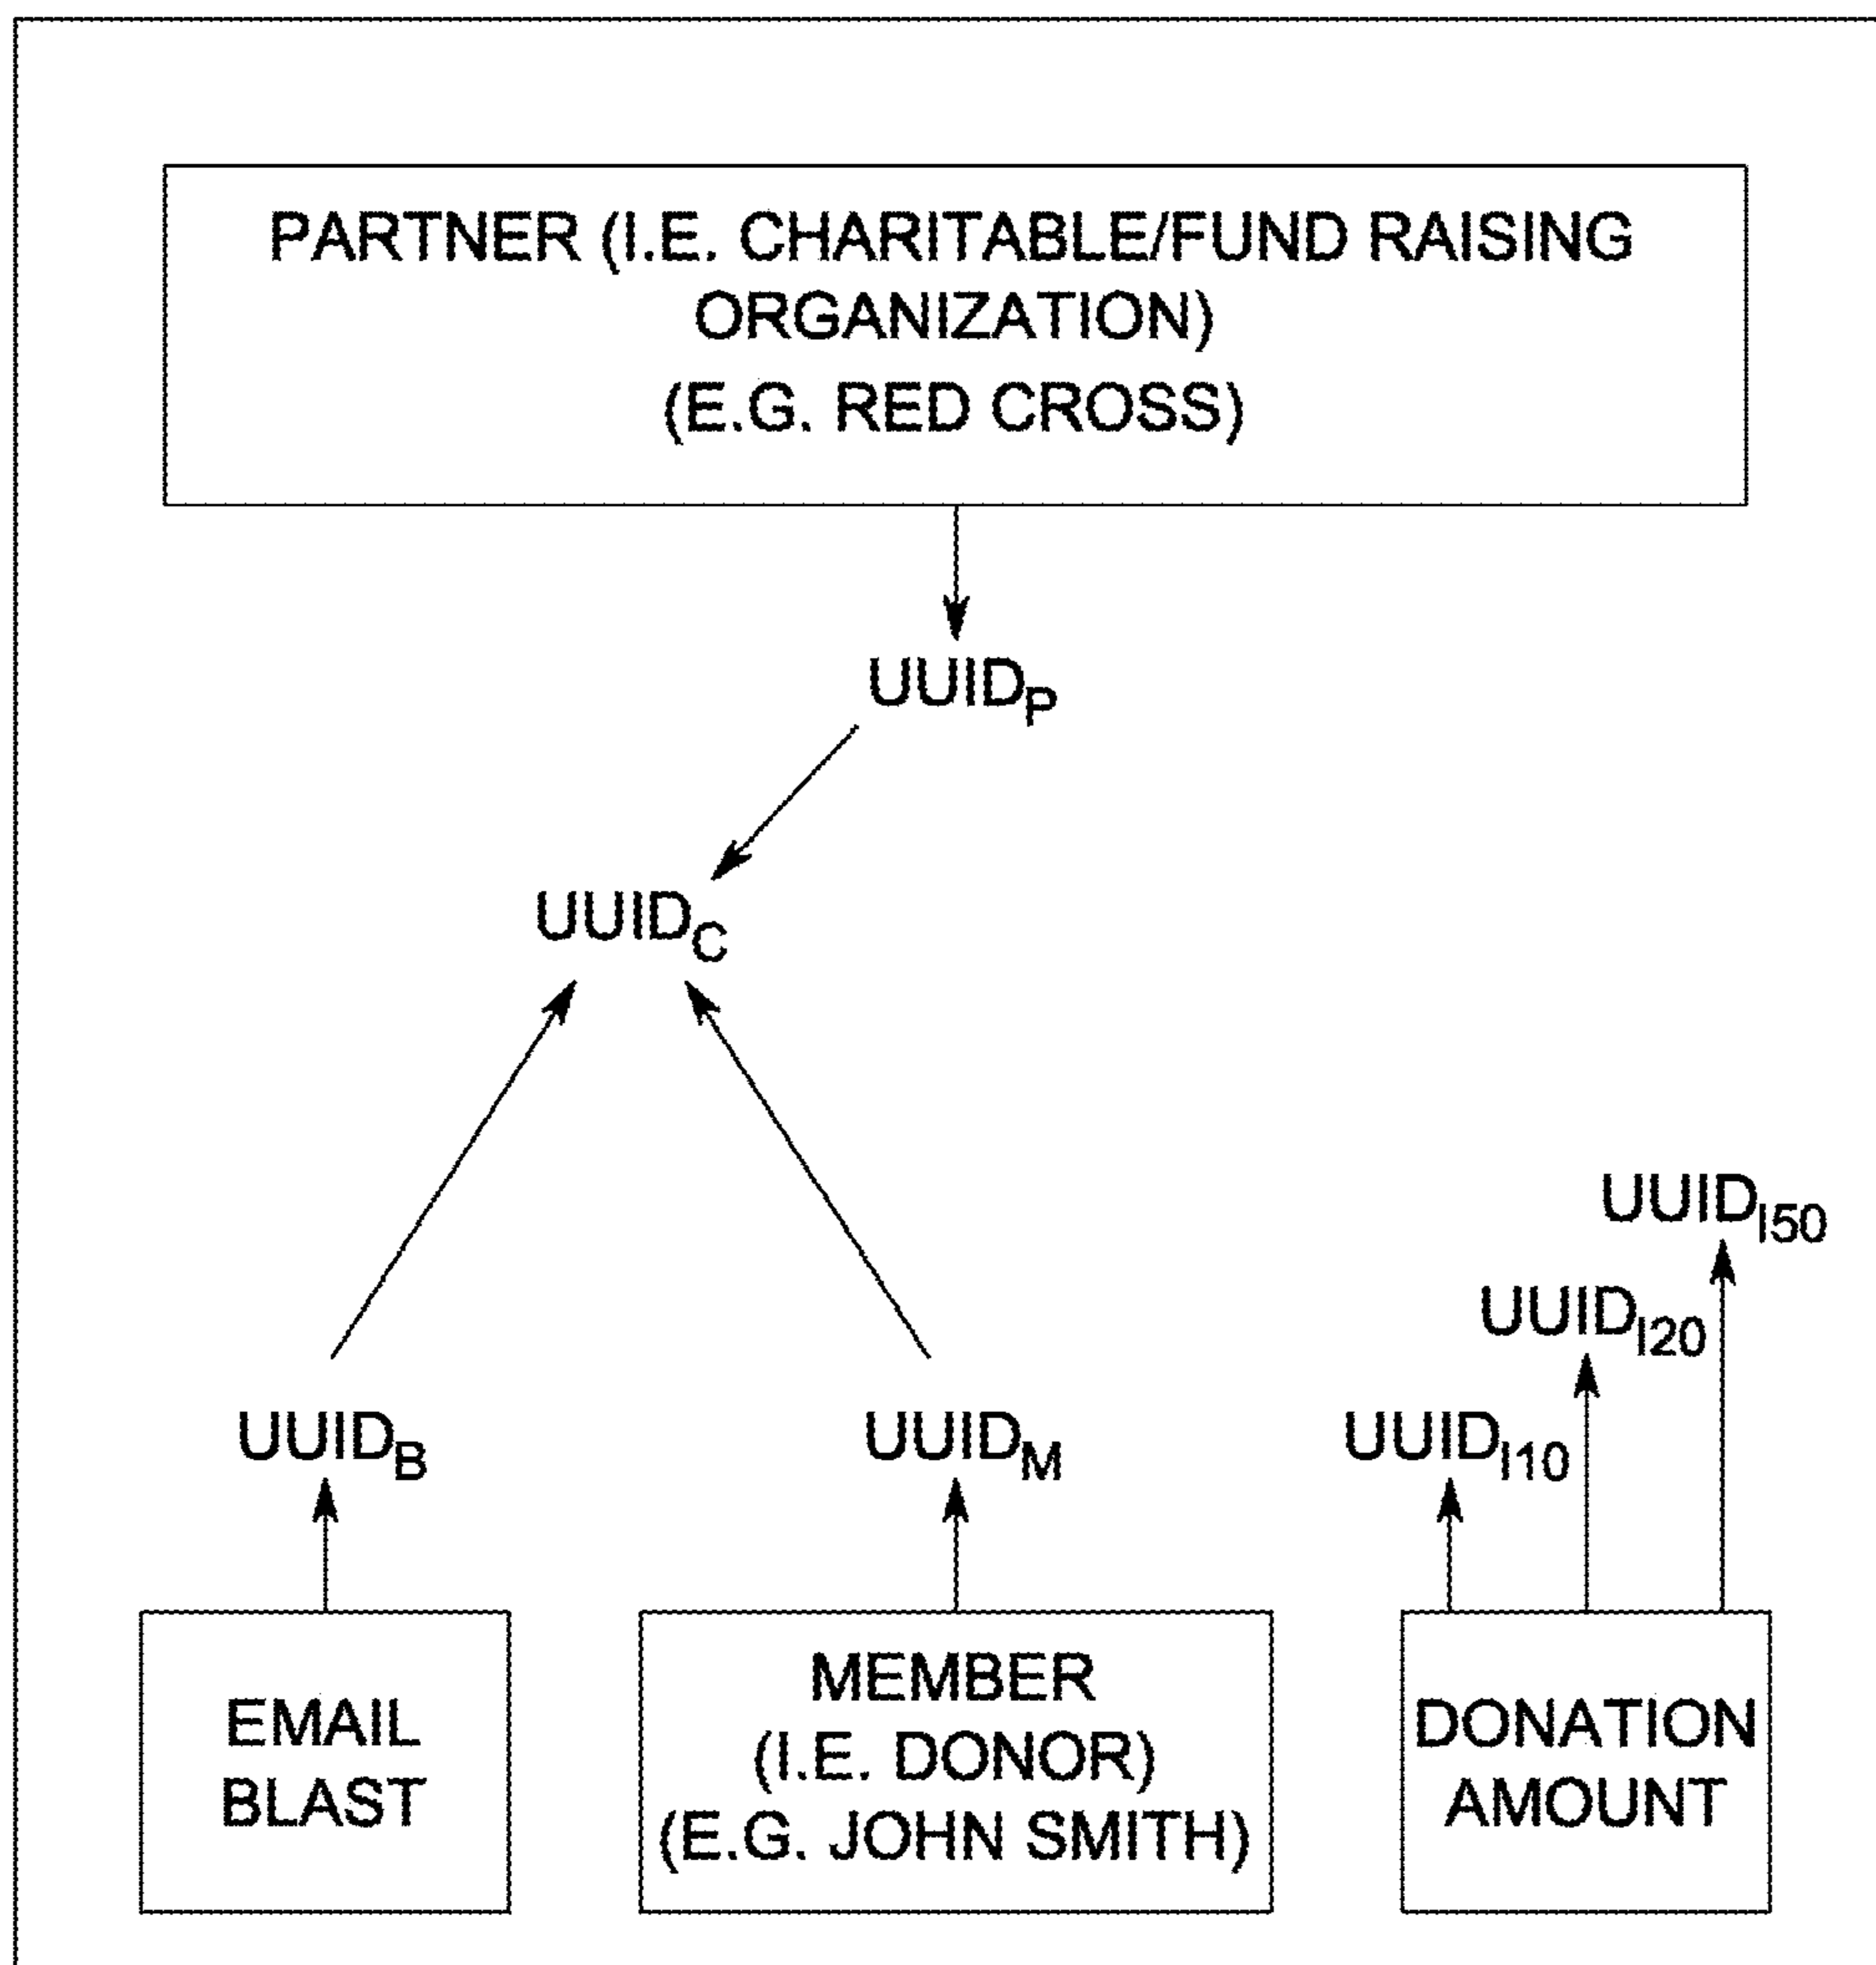 PARTNER (I.E. CHARITABLE/FUND RAISING
ORGANIZATION)
(E.G. RED CROSS)
UUIDP
UUIDC
UUIDI50
UUIDI20
UUIDB
UUIDM
UUIDI10
EMAIL
BLAST
MEMBER
(I.E. DONOR)
(E.G. JOHN SMITH)
DONATION
AMOUNT